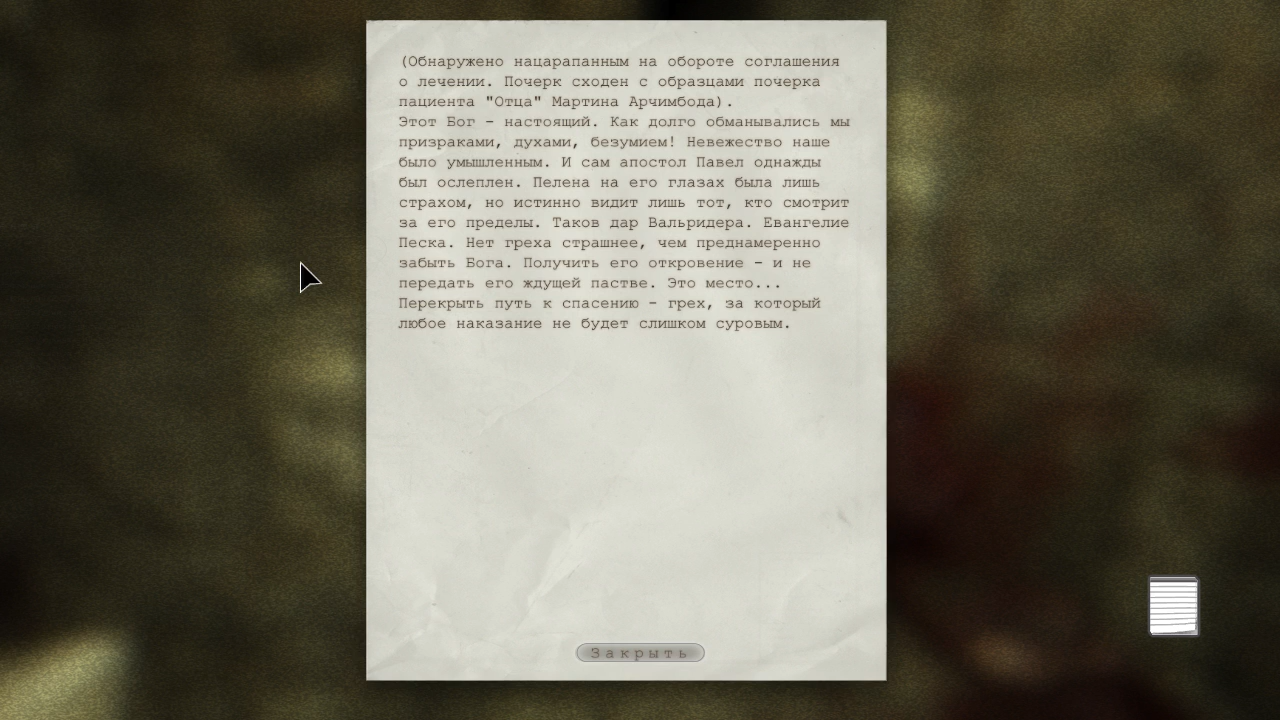 (Обнаружено нацарапанным на обороте соглашения
о лечении. Почерк сходен с образцами почерка
пациента "Отца" Мартина Арчимбода).
Этот Бог - настоящий. Как долго обманывались мы
призраками, духами, безумием! Невежество наше
было умышленным. И сам апостол Павел однажды
был ослеплен. Пелена на его глазах была лишь
страхом, но истинно видит лишь тот, кто смотрит
за его пределы. Таков дар Вальридера. Евангелие
Песка. Нет греха страшнее, чем преднамеренно
забыть Бога. Получить его откровение - и не
передать его ждущей пастве. Это место...
Перекрыть путь к спасению - грех, за который
любое наказание не будет слишком суровым.
Закрыть